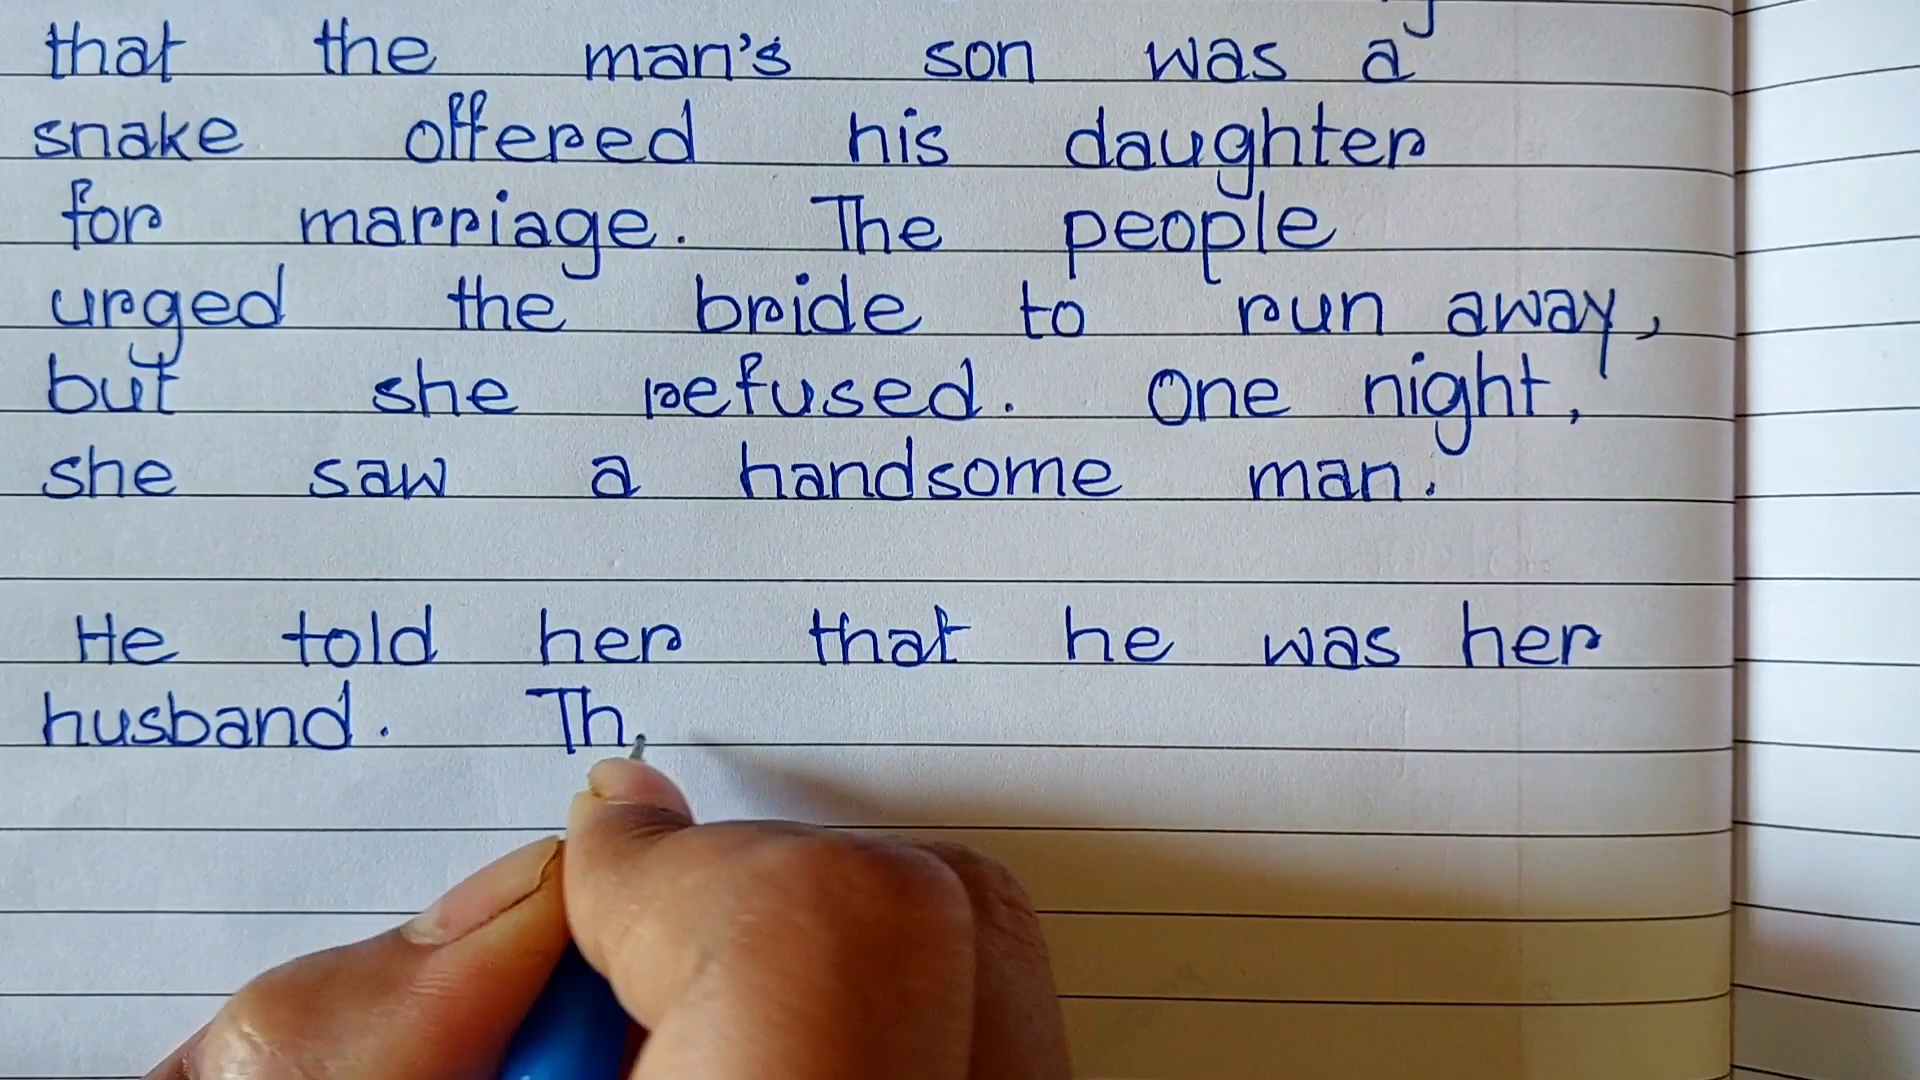 that the man's son was a
snake offered his daughter
for marriage. The people
urged the bride to run away,
but she refused. One night,
she saw a handsome man.
He told her that he was her
husband. Th